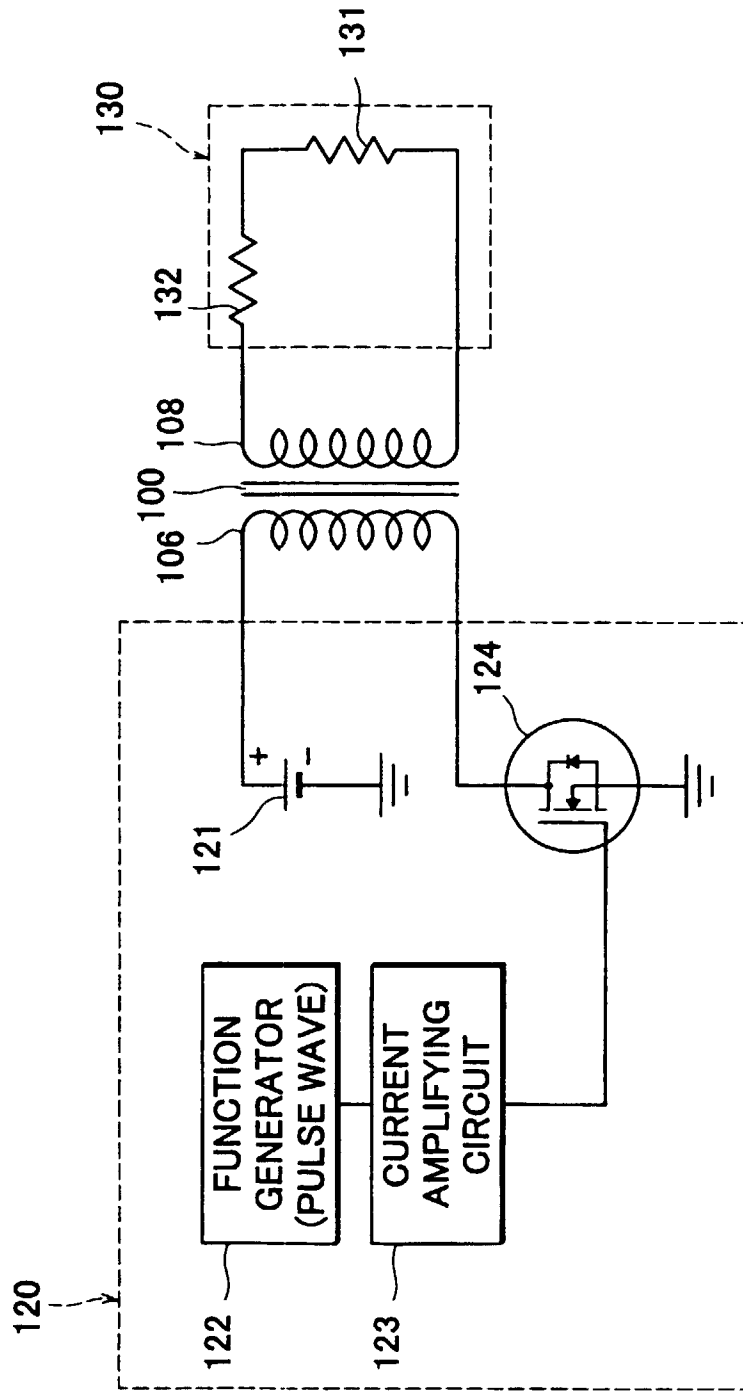 120
122
FUNCTION
GENERATOR
(PULSE WAVE)
123
CURRENT
AMPLIFYING
CIRCUIT
121
+
−
124
106
100
108
130
132
131